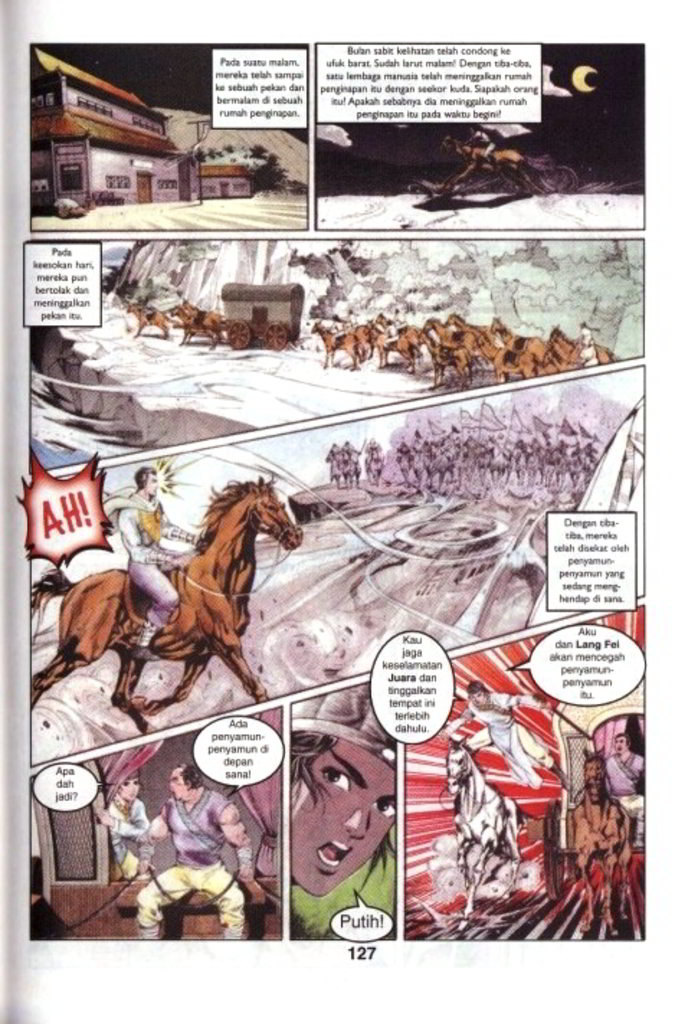 Pada suatu malam,
mereka telah sampai
ke sebuah pekan dan
bermalam di sebuah
rumah penginapan.
Bulan sabit kelihatan telah condong ke
ufuk barat. Sudah larut malam! Dengan tiba-tiba,
satu lembaga manusia telah meninggalkan rumah
penginapan itu dengan seekor kuda. Siapakah orang
itu! Apakah sebabnya dia meninggalkan rumah
penginapan itu pada waktu begini?
Pada
keesokan hari,
mereka pun
bertolak dan
meninggalkan
pekan itu.
AH!
Dengan tiba-
tiba, mereka
telah disekat oleh
penyamun-
penyamun yang
sedang meng-
hendap di sana.
Apa
dah
jadi?
Ada
penyamun-
penyamun di
depan
sana!
Putih!
Kau
jaga
keselamatan
Juara dan
tinggalkan
tempat ini
terlebih
dahulu.
Aku
dan Lang Fei
akan mencegah
penyamun-
penyamun
itu.
127